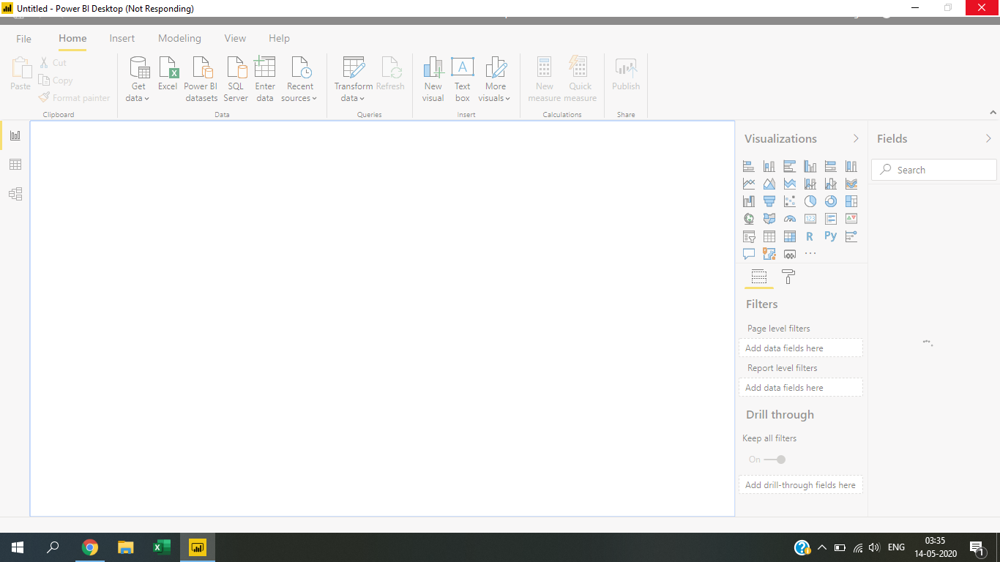 Untitled - Power BI Desktop (Not Responding)
File Home Insert Modeling View Help
Paste
Cut
Copy
Format painter
Clipboard
Get data
Excel
Power BI datasets
SQL Server
Enter data
Recent sources
Data
Transform data
Refresh
Queries
New visual
Text box
More visuals
Insert
New measure
Quick measure
Calculations
Publish
Share
Visualizations
123
R
Py
Filters
Page level filters
Add data fields here
Report level filters
Add data fields here
Drill through
Keep all filters
On
Add drill-through fields here
Fields
Search
ENG
03:35
14-05-2020
1